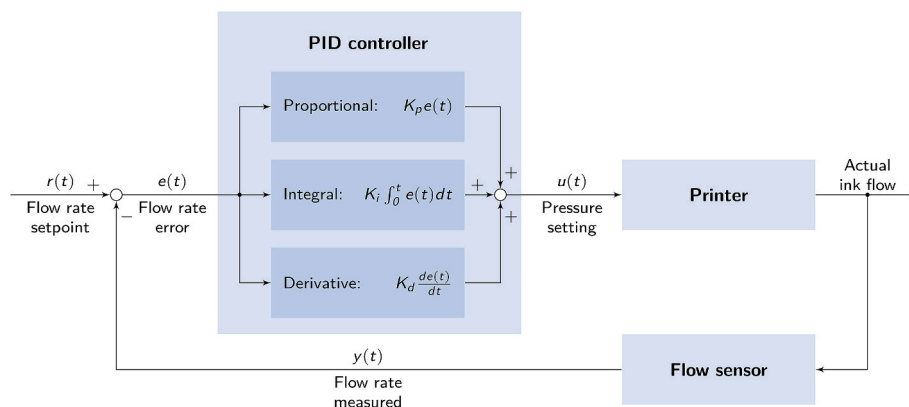 PID controller
Proportional: K_p e(t)
Integral: K_i ∫_0^t e(t)dt
Derivative: K_d de(t)/dt
r(t)
+
−
Flow rate
setpoint
e(t)
Flow rate
error
+
+
+
u(t)
Pressure
setting
Printer
Actual
ink flow
Flow sensor
y(t)
Flow rate
measured